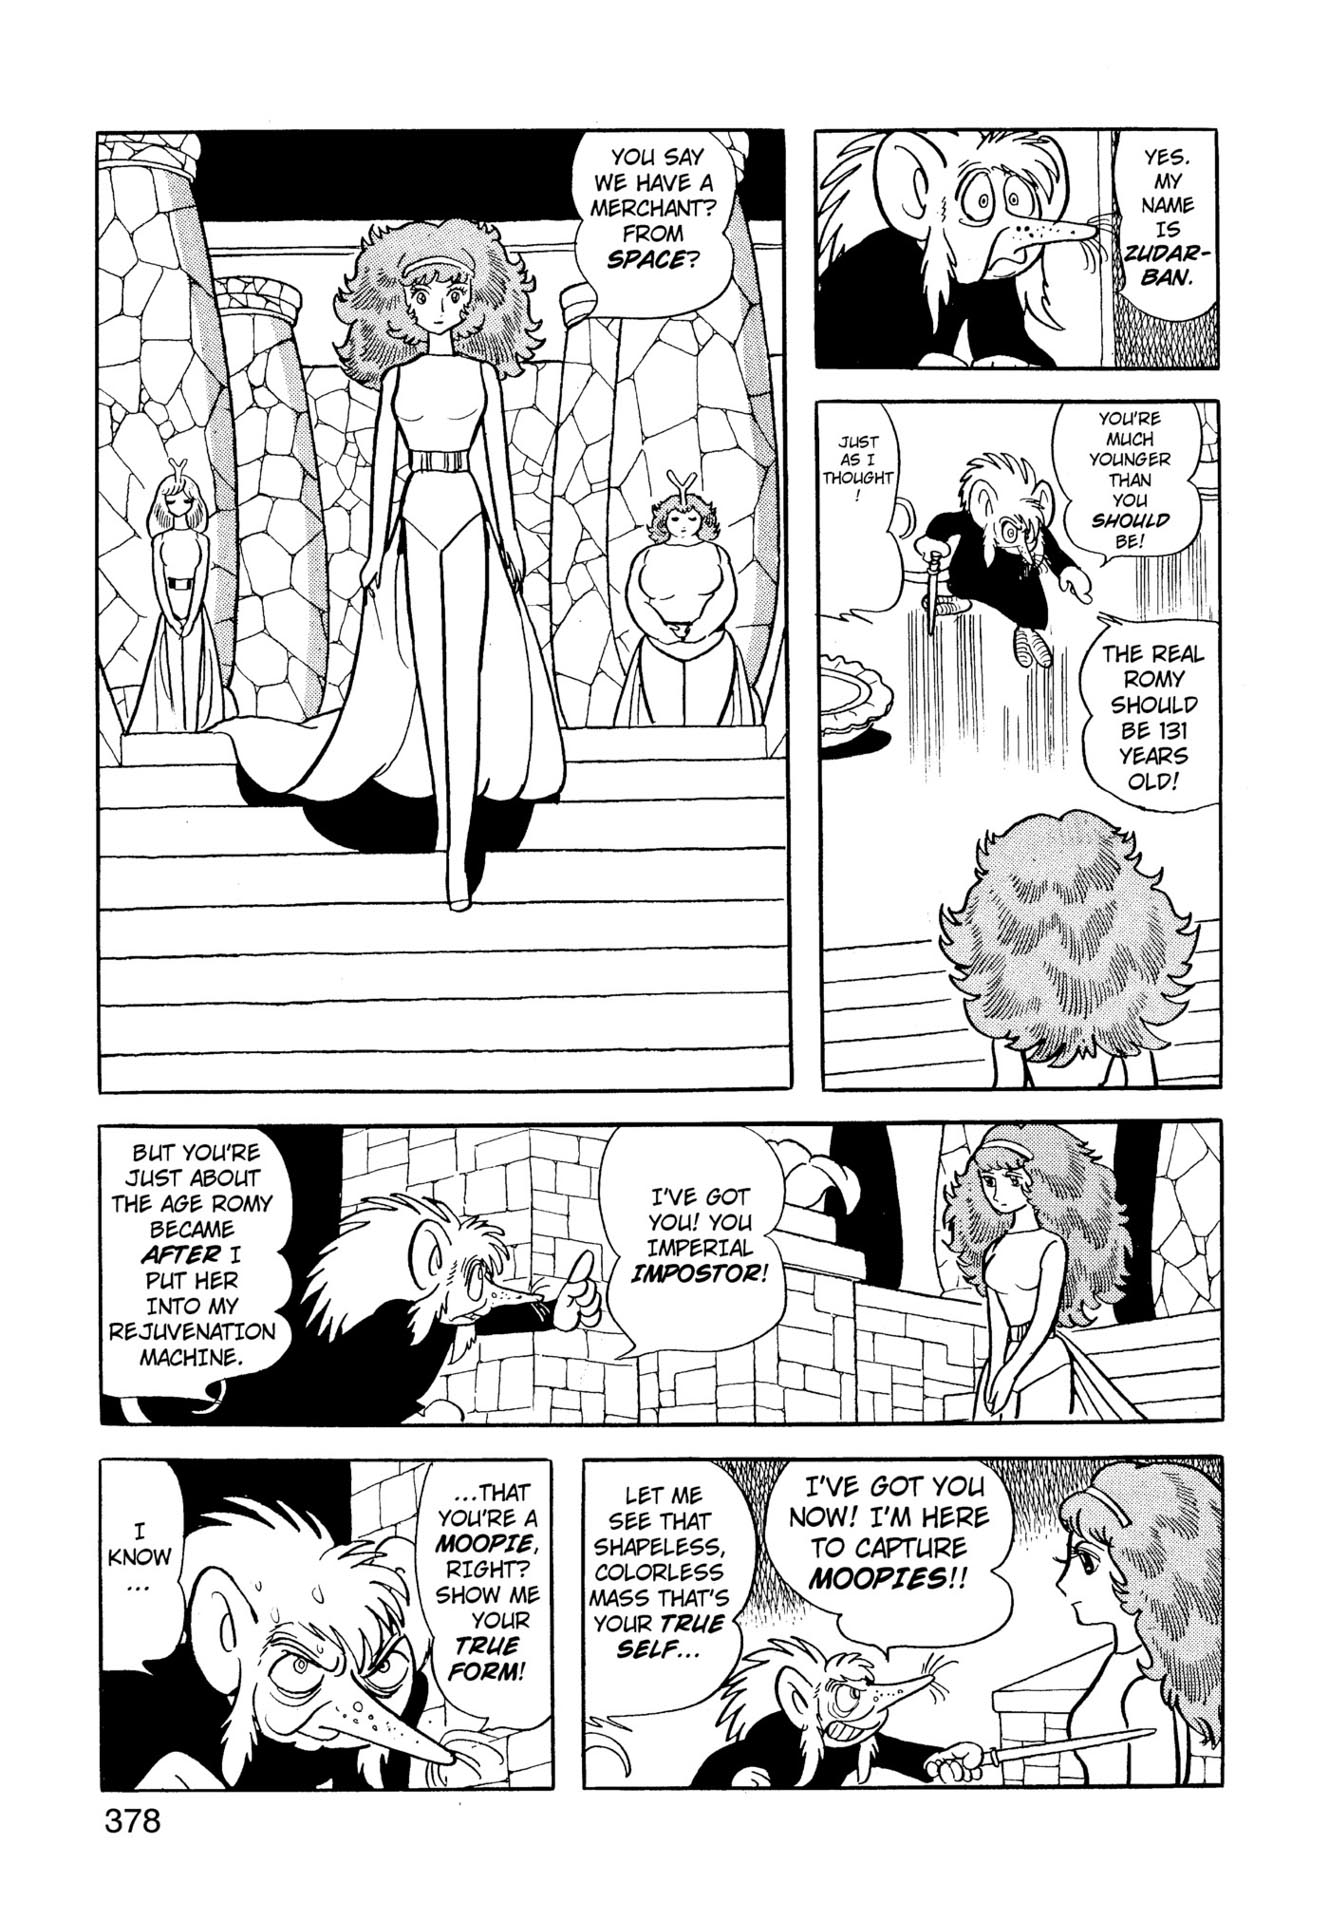 YOU SAY
WE HAVE A
MERCHANT?
FROM
SPACE?
YES.
MY
NAME
IS
ZUDAR-
BAN.
JUST
AS I
THOUGHT
!
YOU'RE
MUCH
YOUNGER
THAN
YOU
SHOULD
BE!
THE REAL
ROMY
SHOULD
BE 131
YEARS
OLD!
BUT YOU'RE
JUST ABOUT
THE AGE ROMY
BECAME
AFTER I
PUT HER
INTO MY
REJUVENATION
MACHINE.
I'VE GOT
YOU! YOU
IMPERIAL
IMPOSTOR!
I
KNOW
...
...THAT
YOU'RE A
MOOPIE,
RIGHT?
SHOW ME
YOUR
TRUE
FORM!
LET ME
SEE THAT
SHAPELESS,
COLORLESS
MASS THAT'S
YOUR TRUE
SELF...
I'VE GOT YOU
NOW! I'M HERE
TO CAPTURE
MOOPIES!!
378